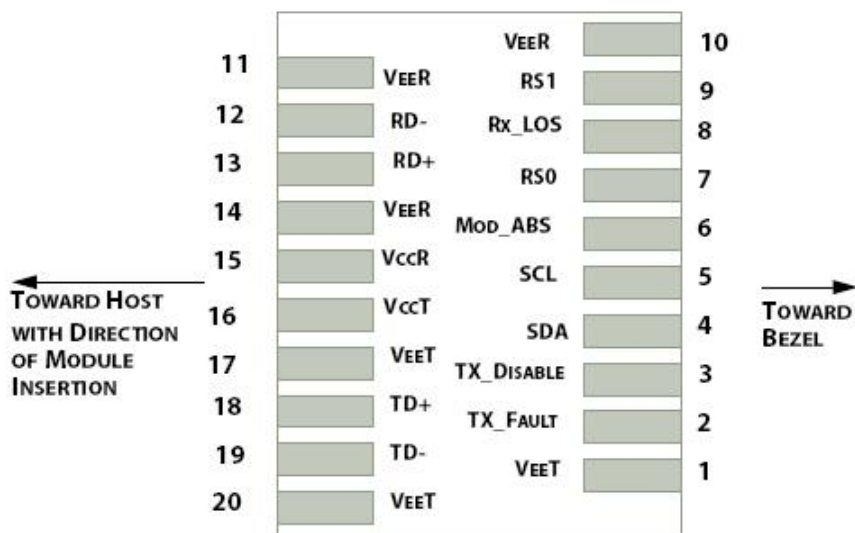 11 VEER
12 RD-
13 RD+
14 VEER
15 VCCR
16 VCCT
17 VEET
18 TD+
19 TD-
20 VEET
VEER 10
RS1 9
RX_LOS 8
RS0 7
MOD_ABS 6
SCL 5
SDA 4
TX_DISABLE 3
TX_FAULT 2
VEET 1
TOWARD HOST
WITH DIRECTION
OF MODULE
INSERTION
TOWARD
BEZEL